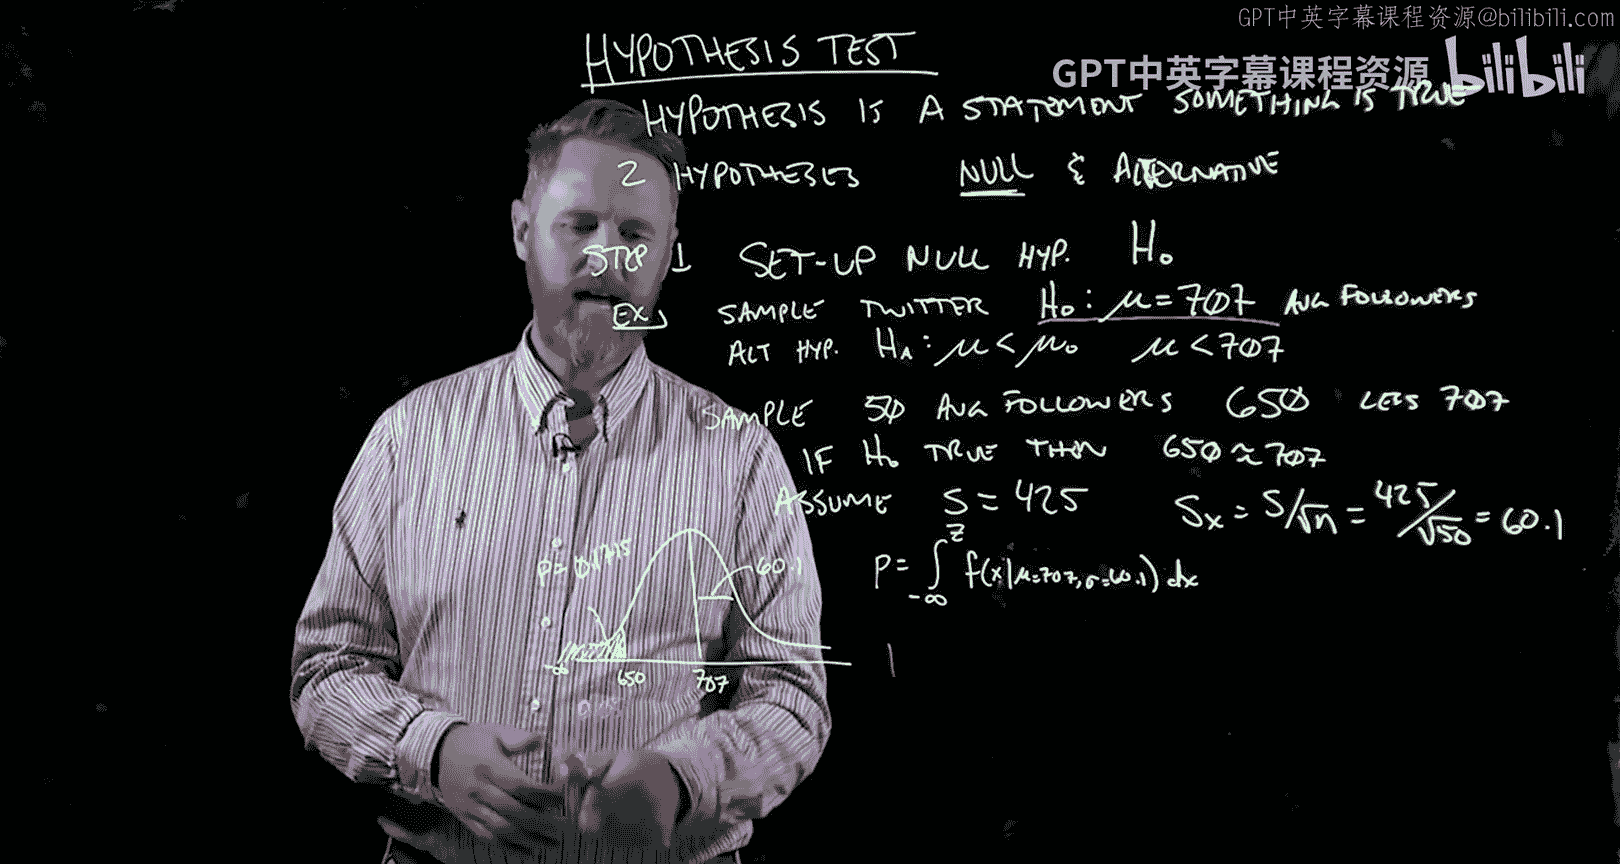 GPT中英字幕课程资源@bilibili.com
GPT中英字幕课程资源 bilibili
HYPOTHESIS TEST
HYPOTHESIS IS A STATEMENT SOMETHING IS TRUE
2 HYPOTHESES NULL & ALTERNATIVE
STEP 1 SET-UP NULL HYP. H₀
EX SAMPLE TWITTER H₀: μ=707 AVG FOLLOWERS
ALT HYP. Hₐ: μ<μ₀ μ<707
SAMPLE 50 AVG FOLLOWERS 650 LESS 707
IF H₀ TRUE THEN 650≈707
ASSUME S=425 Sx = S/√n = 425/√50 = 60.1
P= ∫ -∞ z f(x|μ=707,σ=60.1) dx
60.1
-∞ 650 707